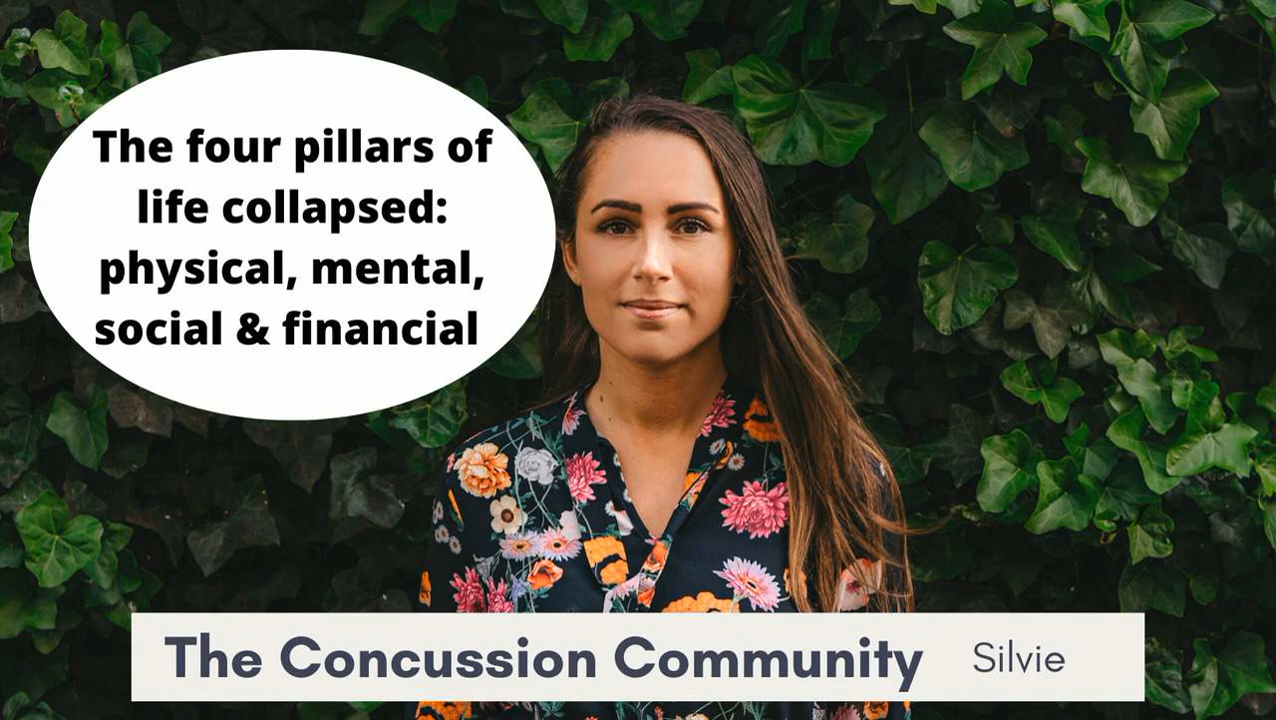 The four pillars of
life collapsed:
physical, mental,
social & financial
The Concussion Community Silvie